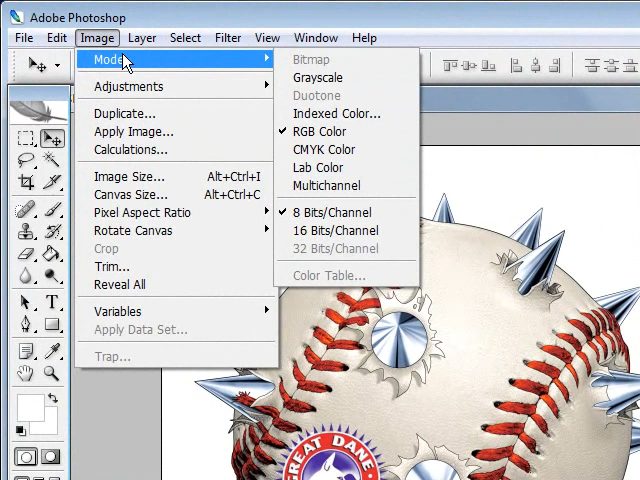 Adobe Photoshop
File Edit Image Layer Select Filter View Window Help
Mode
Adjustments
Duplicate...
Apply Image...
Calculations...
Image Size... Alt+Ctrl+I
Canvas Size... Alt+Ctrl+C
Pixel Aspect Ratio
Rotate Canvas
Crop
Trim...
Reveal All
Variables
Apply Data Set...
Trap...
Bitmap
Grayscale
Duotone
Indexed Color...
RGB Color
CMYK Color
Lab Color
Multichannel
8 Bits/Channel
16 Bits/Channel
32 Bits/Channel
Color Table...
T
GREAT DANE